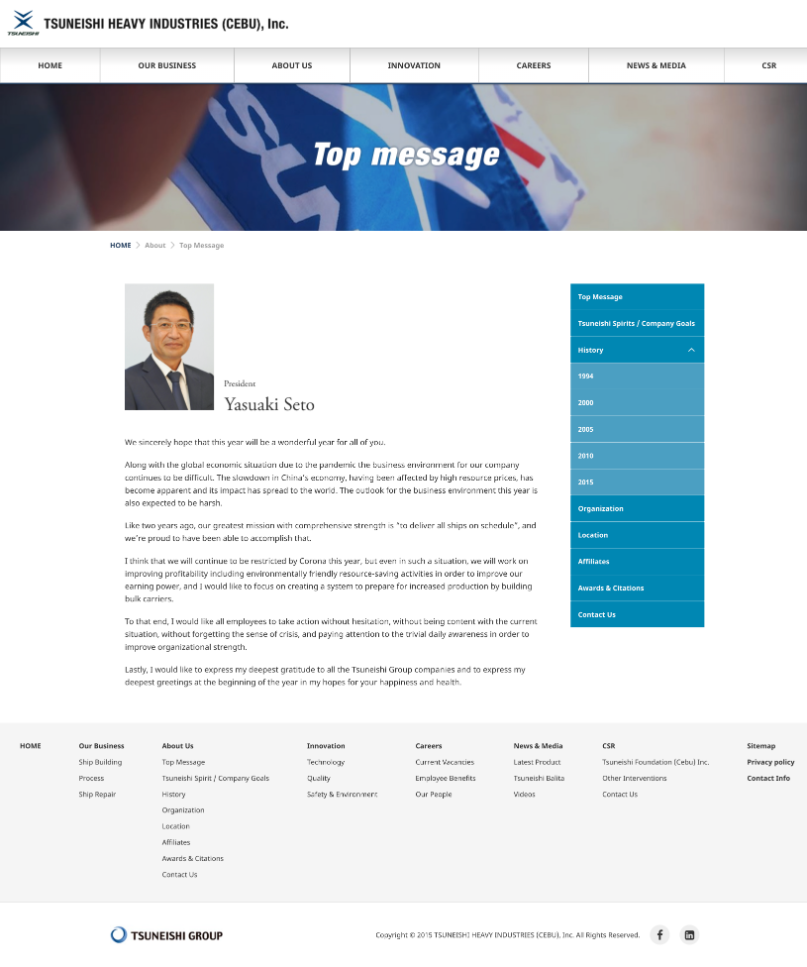 TSUNEISHI
TSUNEISHI HEAVY INDUSTRIES (CEBU), Inc.
HOME
OUR BUSINESS
ABOUT US
INNOVATION
CAREERS
NEWS & MEDIA
CSR
Top message
HOME > About > Top Message
President
Yasuaki Seto
We sincerely hope that this year will be a wonderful year for all of you.
Along with the global economic situation due to the pandemic the business environment for our company
continues to be difficult. The slowdown in China's economy, having been affected by high resource prices, has
become apparent and its impact has spread to the world. The outlook for the business environment this year is
also expected to be harsh.
Like two years ago, our greatest mission with comprehensive strength is "to deliver all ships on schedule", and
we're proud to have been able to accomplish that.
I think that we will continue to be restricted by Corona this year, but even in such a situation, we will work on
improving profitability including environmentally friendly resource-saving activities in order to improve our
earning power, and I would like to focus on creating a system to prepare for increased production by building
bulk carriers.
To that end, I would like all employees to take action without hesitation, without being content with the current
situation, without forgetting the sense of crisis, and paying attention to the trivial daily awareness in order to
improve organizational strength.
Lastly, I would like to express my deepest gratitude to all the Tsuneishi Group companies and to express my
deepest greetings at the beginning of the year in my hopes for your happiness and health.
Top Message
Tsuneishi Spirits / Company Goals
History
1994
2000
2005
2010
2015
Organization
Location
Affiliates
Awards & Citations
Contact Us
HOME
Our Business
Ship Building
Process
Ship Repair
About Us
Top Message
Tsuneishi Spirit / Company Goals
History
Organization
Location
Affiliates
Awards & Citations
Contact Us
Innovation
Technology
Quality
Safety & Environment
Careers
Current Vacancies
Employee Benefits
Our People
News & Media
Latest Product
Tsuneishi Balita
Videos
CSR
Tsuneishi Foundation (Cebu) Inc.
Other Interventions
Contact Us
Sitemap
Privacy policy
Contact Info
TSUNEISHI GROUP
Copyright © 2015 TSUNEISHI HEAVY INDUSTRIES (CEBU), Inc. All Rights Reserved.